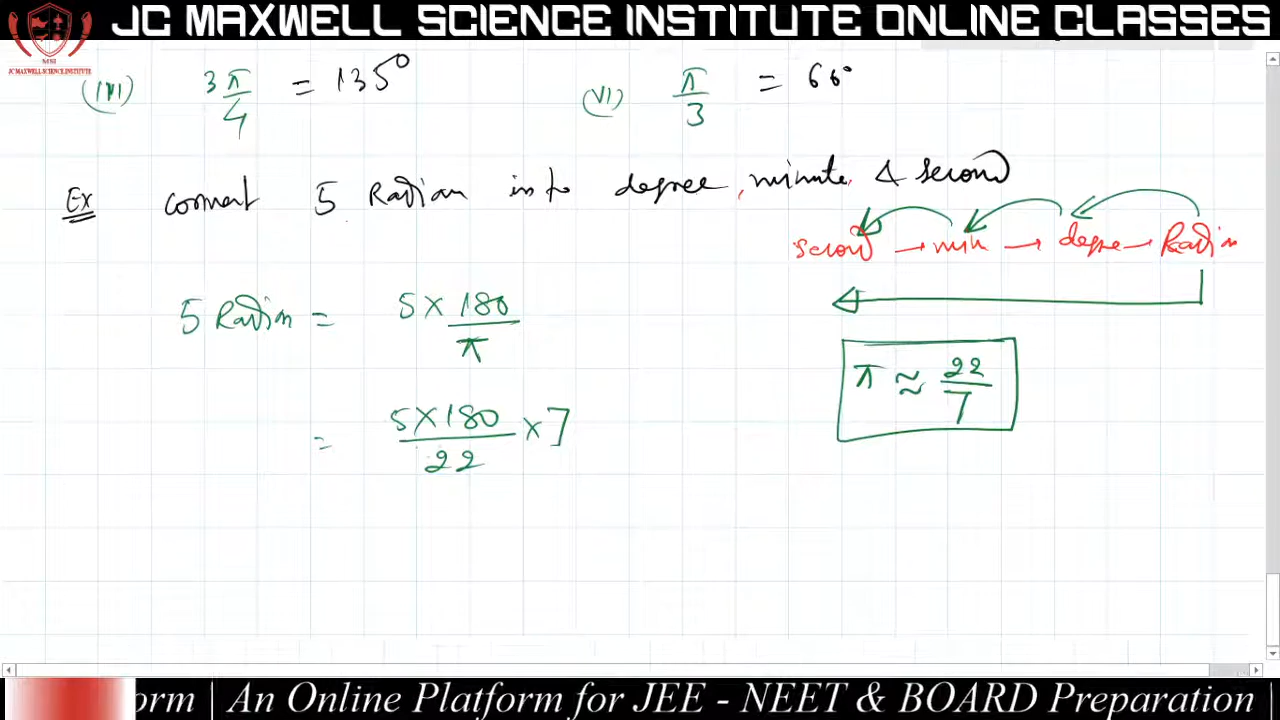 JC MAXWELL SCIENCE INSTITUTE ONLINE CLASSES
MSI
JC MAXWELL SCIENCE INSTITUTE
3π/4 = 135° (VI) π/3 = 60°
Ex convert 5 Radian into degree, minute, & second
second → min → degree → Radian
5 Radian = 5 × 180/π
π ≈ 22/7
= 5×180/22 × 7
orm | An Online Platform for JEE - NEET & BOARD Preparation